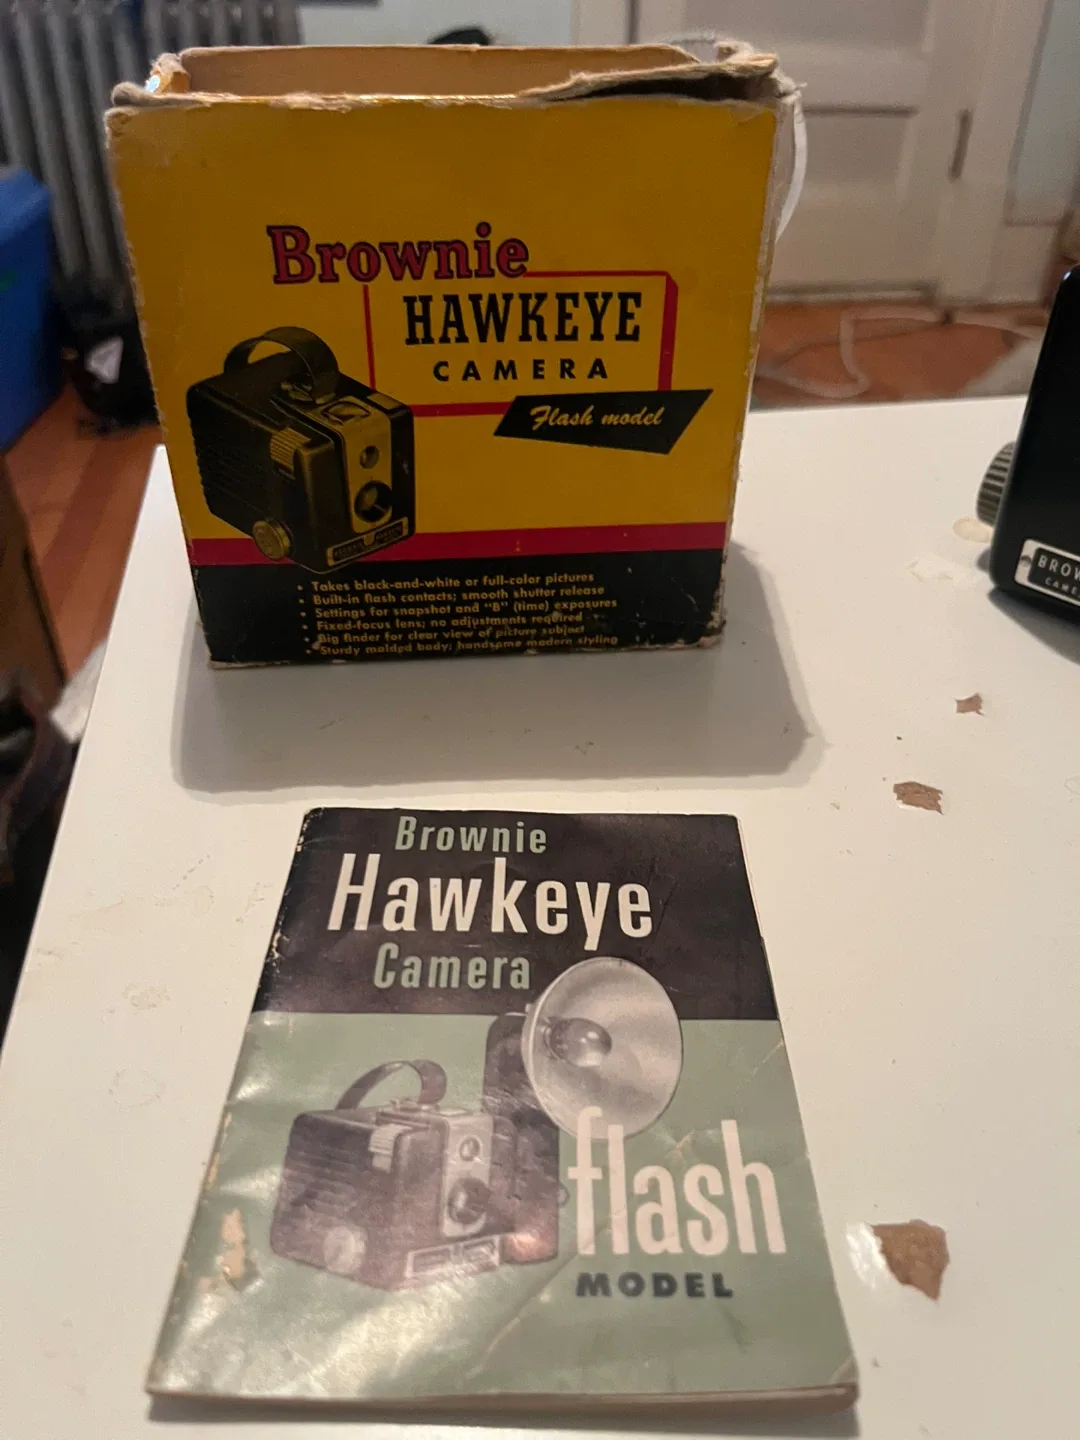 Brownie
HAWKEYE
CAMERA
Flash model
• Takes black-and-white or full-color pictures
• Built-in flash contacts; smooth shutter release
• Settings for snapshot and "B" (time) exposures
• Fixed-focus lens; no adjustments required
• Big finder for clear view of picture subject
• Sturdy molded body; handsome modern styling
BROW
CAME
Brownie
Hawkeye
Camera
flash
MODEL